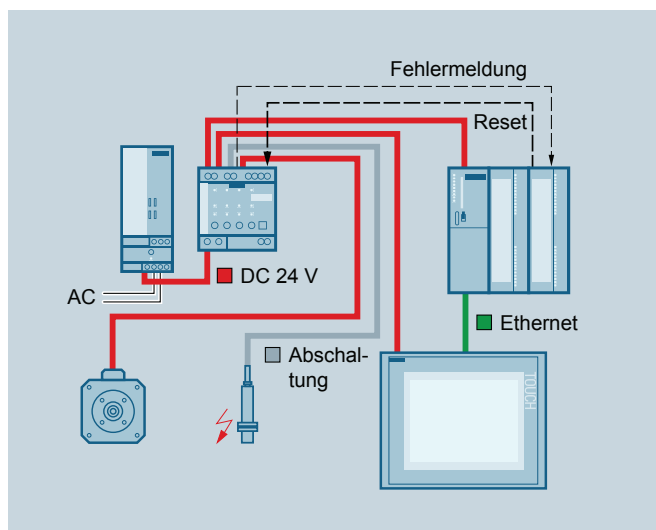 Fehlermeldung
Reset
DC 24 V
AC
Ethernet
Abschal-
tung
TOUCH